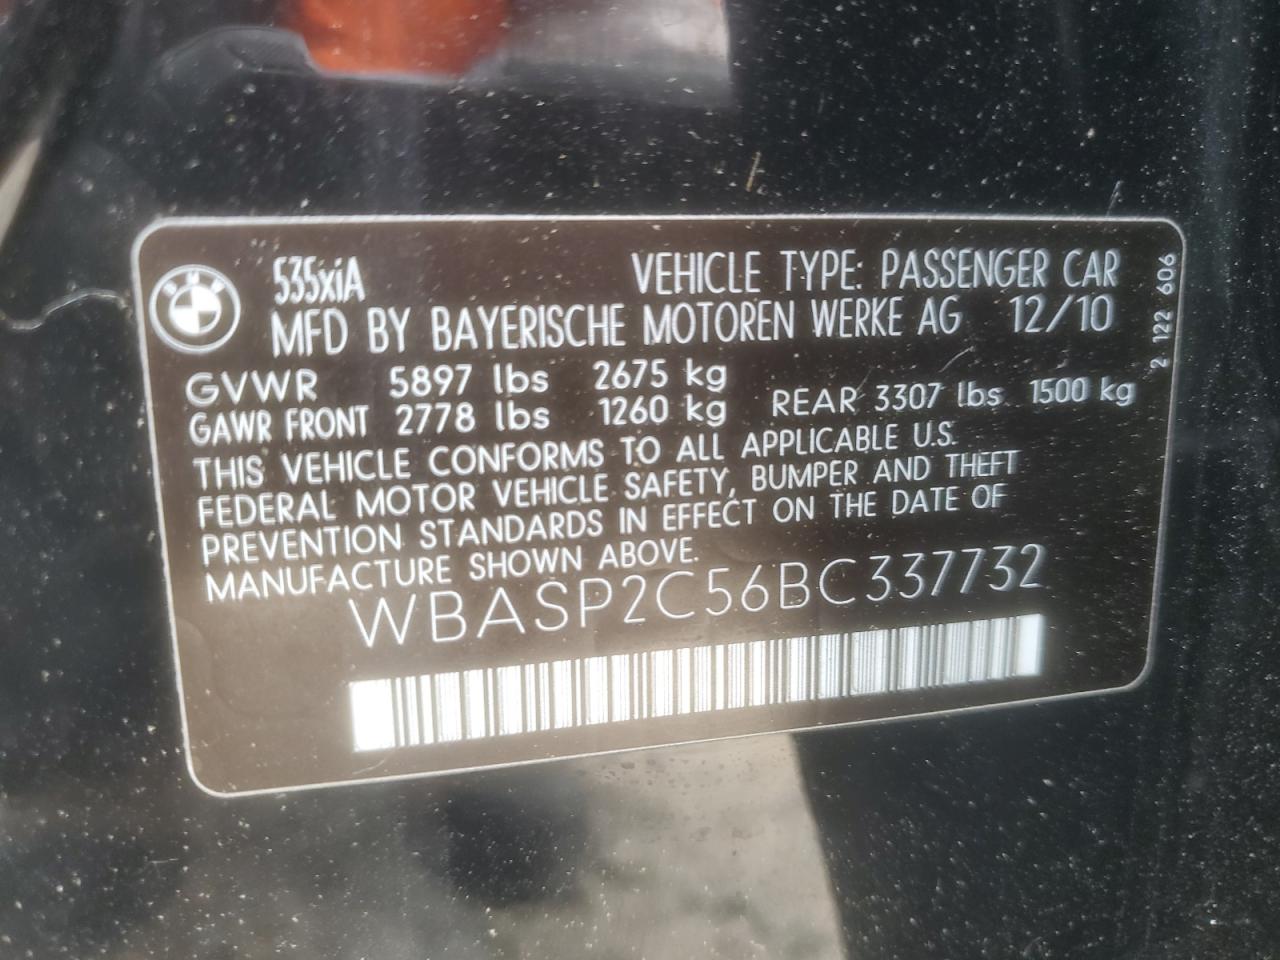 535xiA VEHICLE TYPE: PASSENGER CAR
MFD BY BAYERISCHE MOTOREN WERKE AG 12/10
GVWR 5897 lbs 2675 kg
GAWR FRONT 2778 lbs 1260 kg REAR 3307 lbs 1500 kg
THIS VEHICLE CONFORMS TO ALL APPLICABLE U.S.
FEDERAL MOTOR VEHICLE SAFETY, BUMPER AND THEFT
PREVENTION STANDARDS IN EFFECT ON THE DATE OF
MANUFACTURE SHOWN ABOVE.
WBASP2C56BC337732
2 122 606